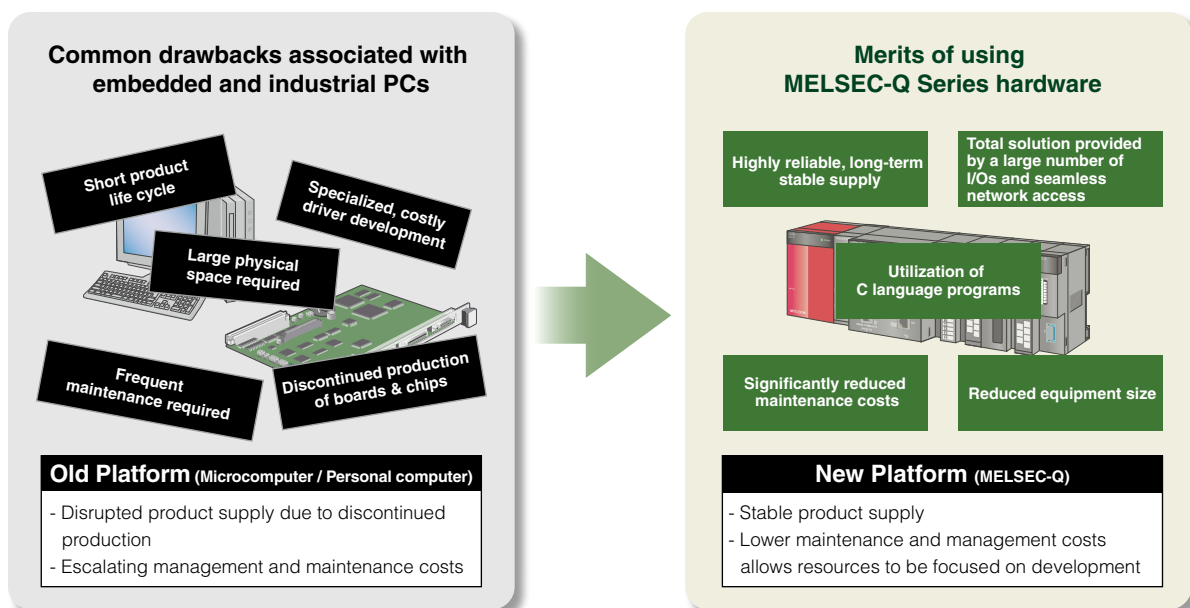 Common drawbacks associated with
embedded and industrial PCs
Short product
life cycle
Specialized, costly
driver development
Large physical
space required
Frequent
maintenance required
Discontinued production
of boards & chips
Old Platform (Microcomputer / Personal computer)
- Disrupted product supply due to discontinued
production
- Escalating management and maintenance costs
Merits of using
MELSEC-Q Series hardware
Highly reliable, long-term
stable supply
Total solution provided
by a large number of
I/Os and seamless
network access
Utilization of
C language programs
Significantly reduced
maintenance costs
Reduced equipment size
New Platform (MELSEC-Q)
- Stable product supply
- Lower maintenance and management costs
allows resources to be focused on development